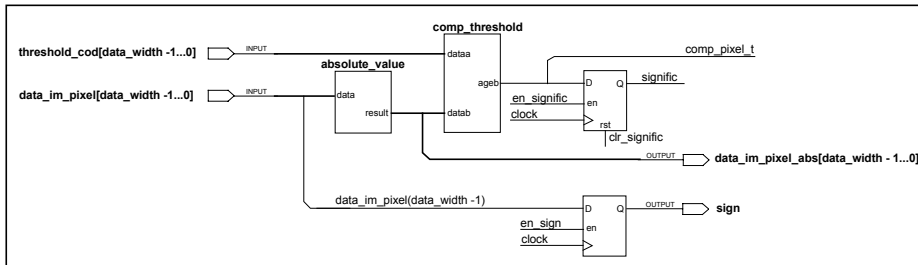 comp_threshold
comp_pixel_t
threshold_cod[data_width -1...0]
INPUT
dataa
absolute_value
ageb
D
Q
signific
data_im_pixel[data_width -1...0]
INPUT
data
result
datab
en_signific
en
clock
rst
clr_signific
OUTPUT
data_im_pixel_abs[data_width - 1...0]
data_im_pixel(data_width -1)
D
Q
OUTPUT
sign
en_sign
en
clock